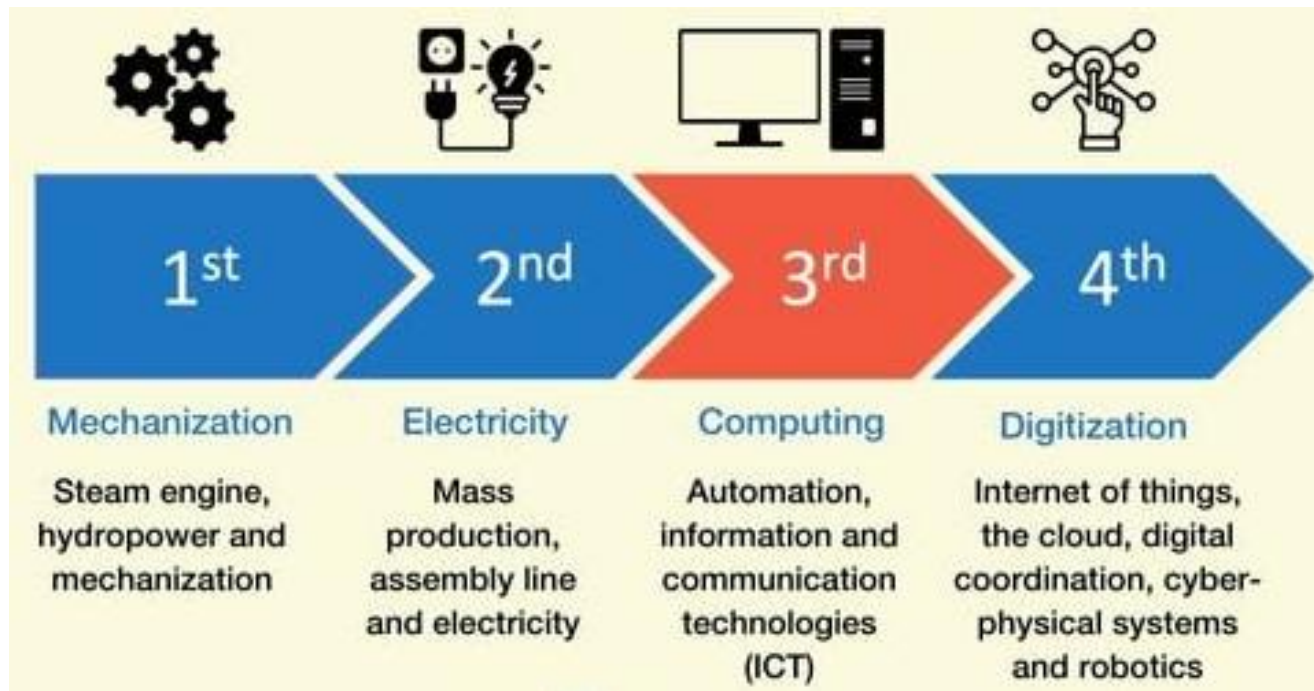 1st
2nd
3rd
4th
Mechanization
Steam engine,
hydropower and
mechanization
Electricity
Mass
production,
assembly line
and electricity
Computing
Automation,
information and
communication
technologies
(ICT)
Digitization
Internet of things,
the cloud, digital
coordination, cyber-
physical systems
and robotics